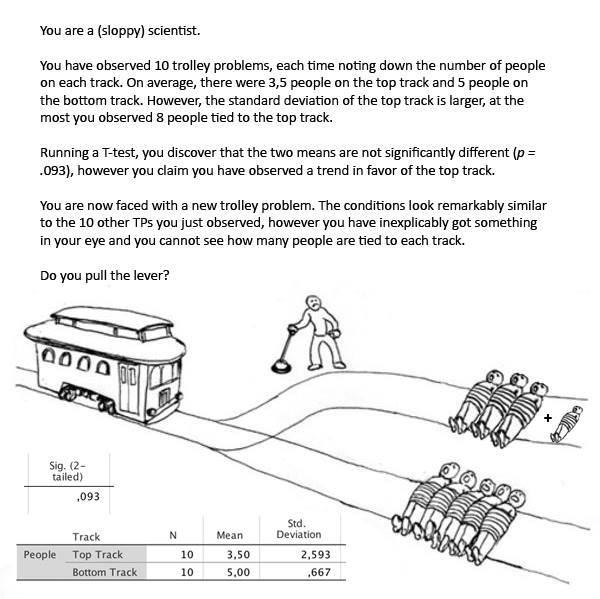 You are a (sloppy) scientist.
You have observed 10 trolley problems, each time noting down the number of people
on each track. On average, there were 3,5 people on the top track and 5 people on
the bottom track. However, the standard deviation of the top track is larger, at the
most you observed 8 people tied to the top track.
Running a T-test, you discover that the two means are not significantly different (p =
.093), however you claim you have observed a trend in favor of the top track.
You are now faced with a new trolley problem. The conditions look remarkably similar
to the 10 other TPs you just observed, however you have inexplicably got something
in your eye and you cannot see how many people are tied to each track.
Do you pull the lever?
+
Sig. (2-
tailed)
,093
Track N Mean Std. Deviation
People Top Track 10 3,50 2,593
Bottom Track 10 5,00 ,667